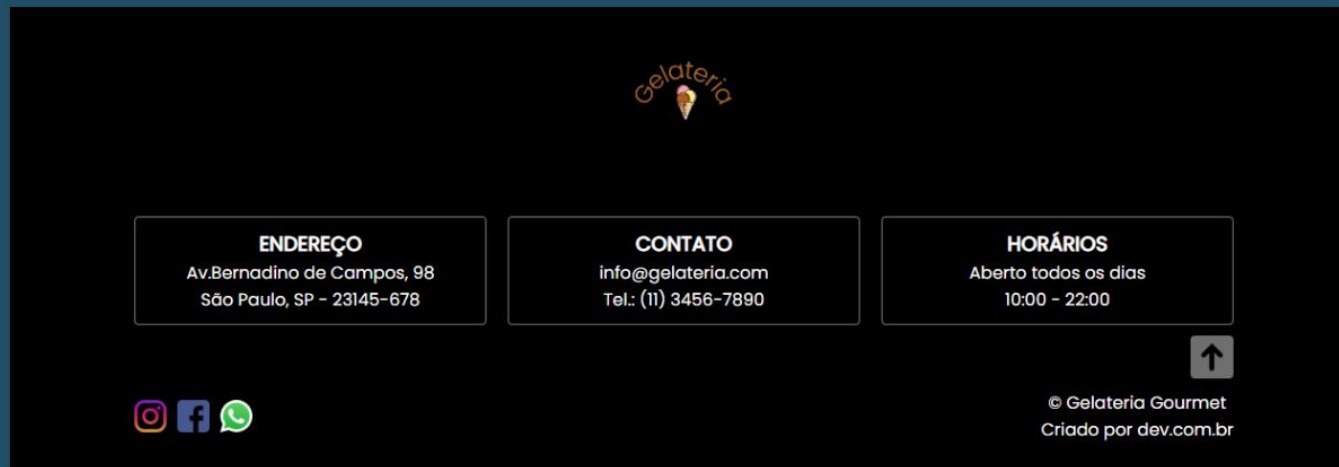 Gelateria
ENDEREÇO
Av.Bernadino de Campos, 98
São Paulo, SP - 23145-678
CONTATO
info@gelateria.com
Tel.: (11) 3456-7890
HORÁRIOS
Aberto todos os dias
10:00 - 22:00
© Gelateria Gourmet
Criado por dev.com.br